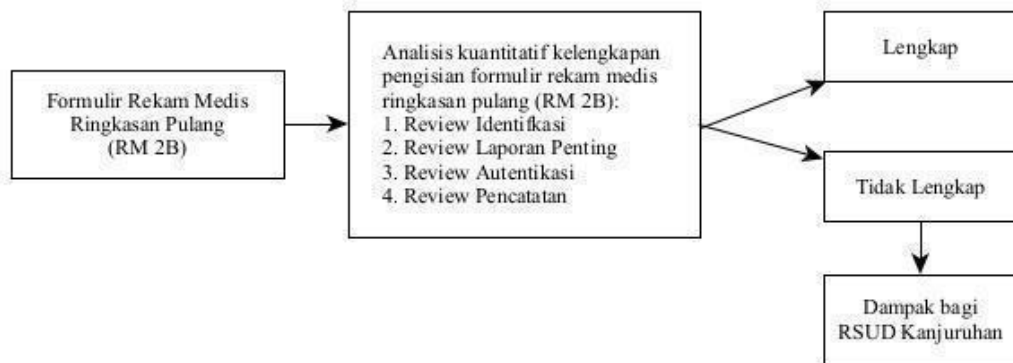 Formulir Rekam Medis
Ringkasan Pulang
(RM 2B)
Analisis kuantitatif kelengkapan
pengisian formulir rekam medis
ringkasan pulang (RM 2B):
1. Review Identifkasi
2. Review Laporan Penting
3. Review Autentikasi
4. Review Pencatatan
Lengkap
Tidak Lengkap
Dampak bagi
RSUD Kanjuruhan